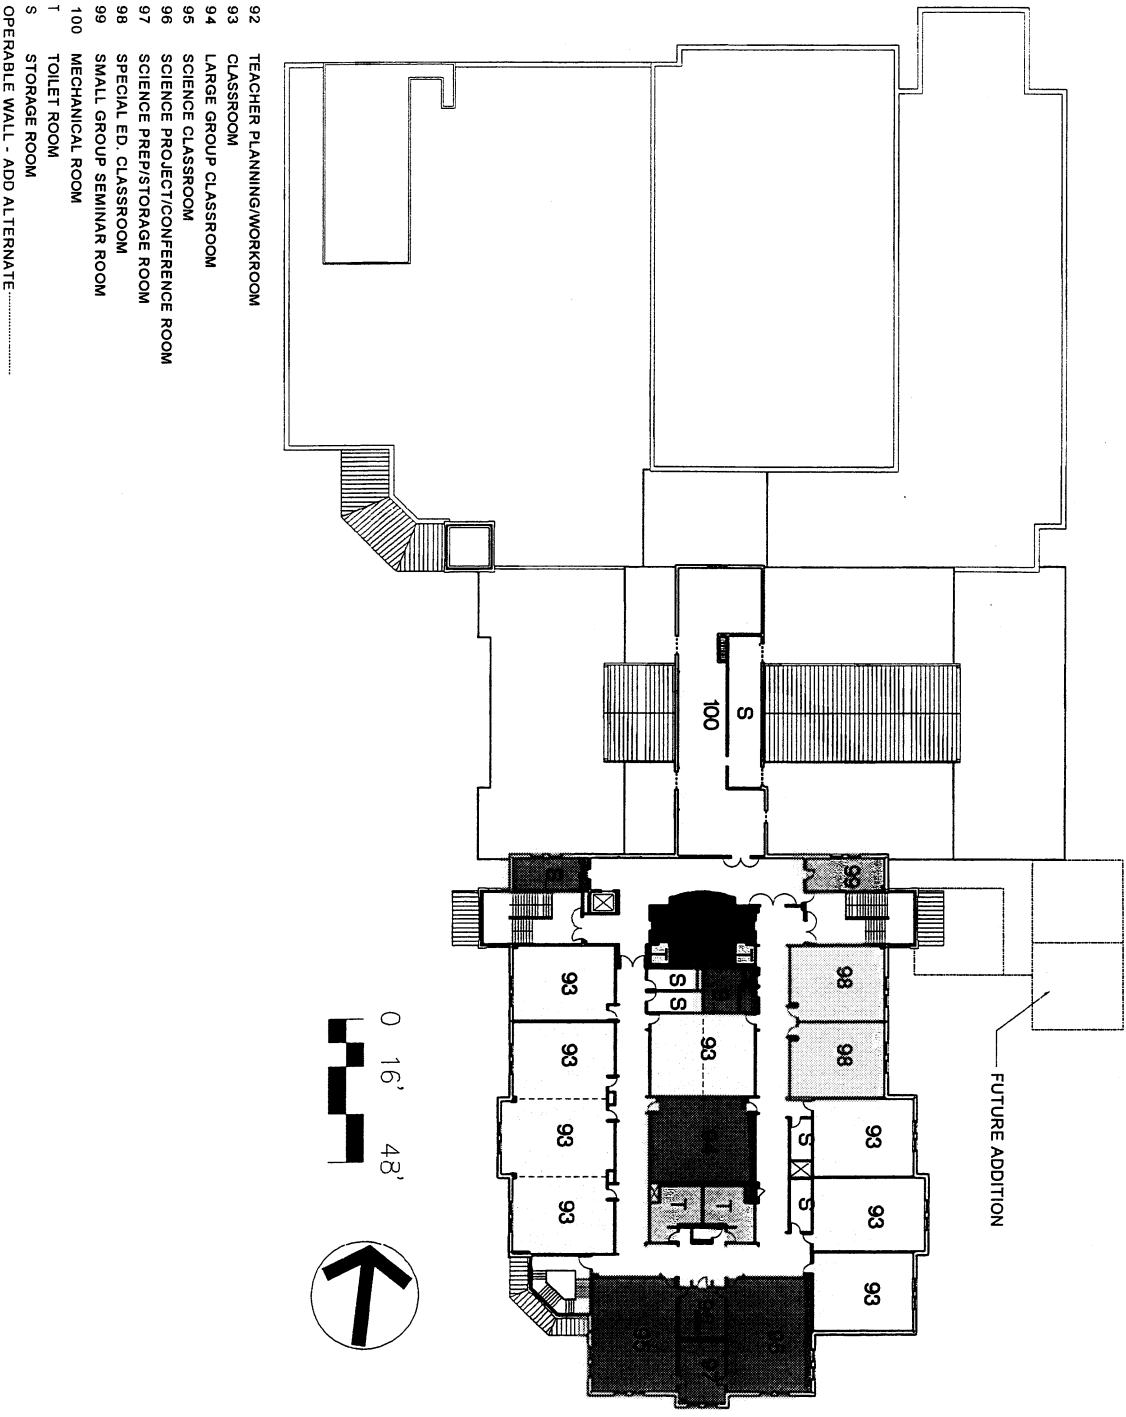 92 TEACHER PLANNING/WORKROOM
93 CLASSROOM
94 LARGE GROUP CLASSROOM
95 SCIENCE CLASSROOM
96 SCIENCE PROJECT/CONFERENCE ROOM
97 SCIENCE PREP/STORAGE ROOM
98 SPECIAL ED. CLASSROOM
99 SMALL GROUP SEMINAR ROOM
100 MECHANICAL ROOM
T TOILET ROOM
S STORAGE ROOM
OPERABLE WALL - ADD ALTERNATE
FUTURE ADDITION
99
98
98
93
93
93
S
S
S
100
T
T
S
S
93
94
T
T
93
93
93
93
95
95
97
0 16' 48'